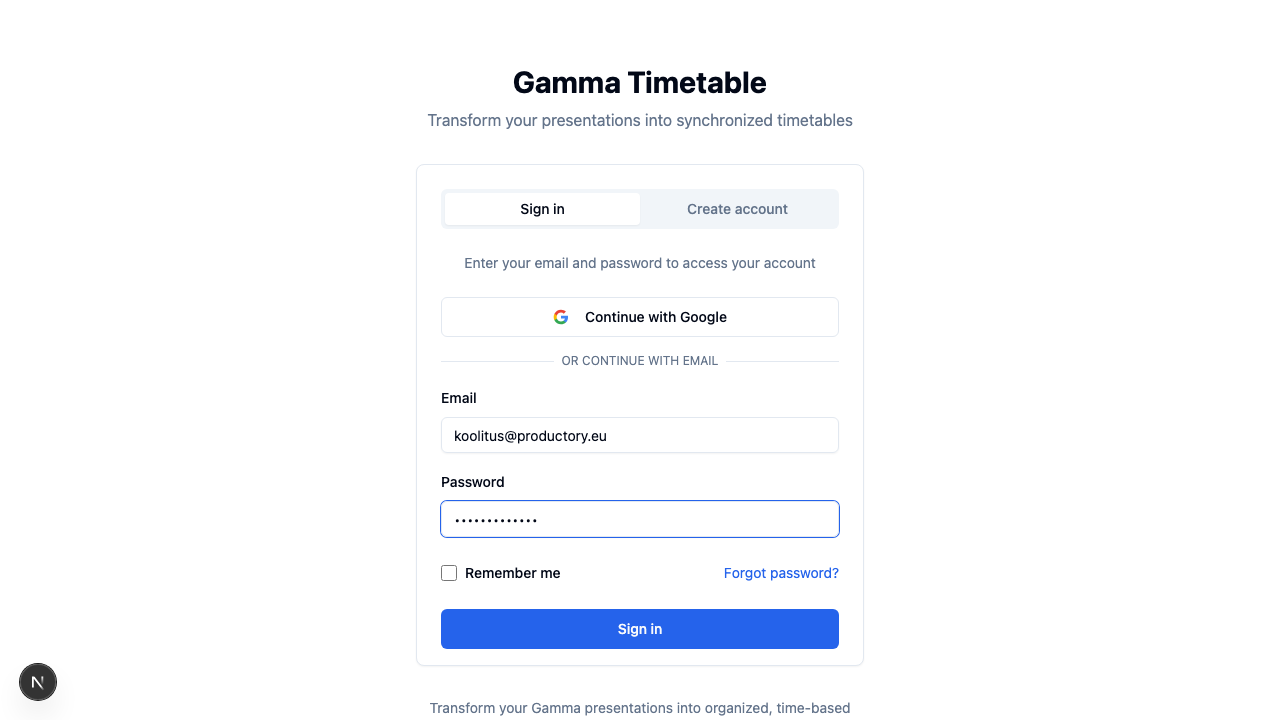 Gamma Timetable
Transform your presentations into synchronized timetables
Sign in
Create account
Enter your email and password to access your account
Continue with Google
OR CONTINUE WITH EMAIL
Email
koolitus@productory.eu
Password
•••••••••••••
Remember me
Forgot password?
Sign in
N
Transform your Gamma presentations into organized, time-based